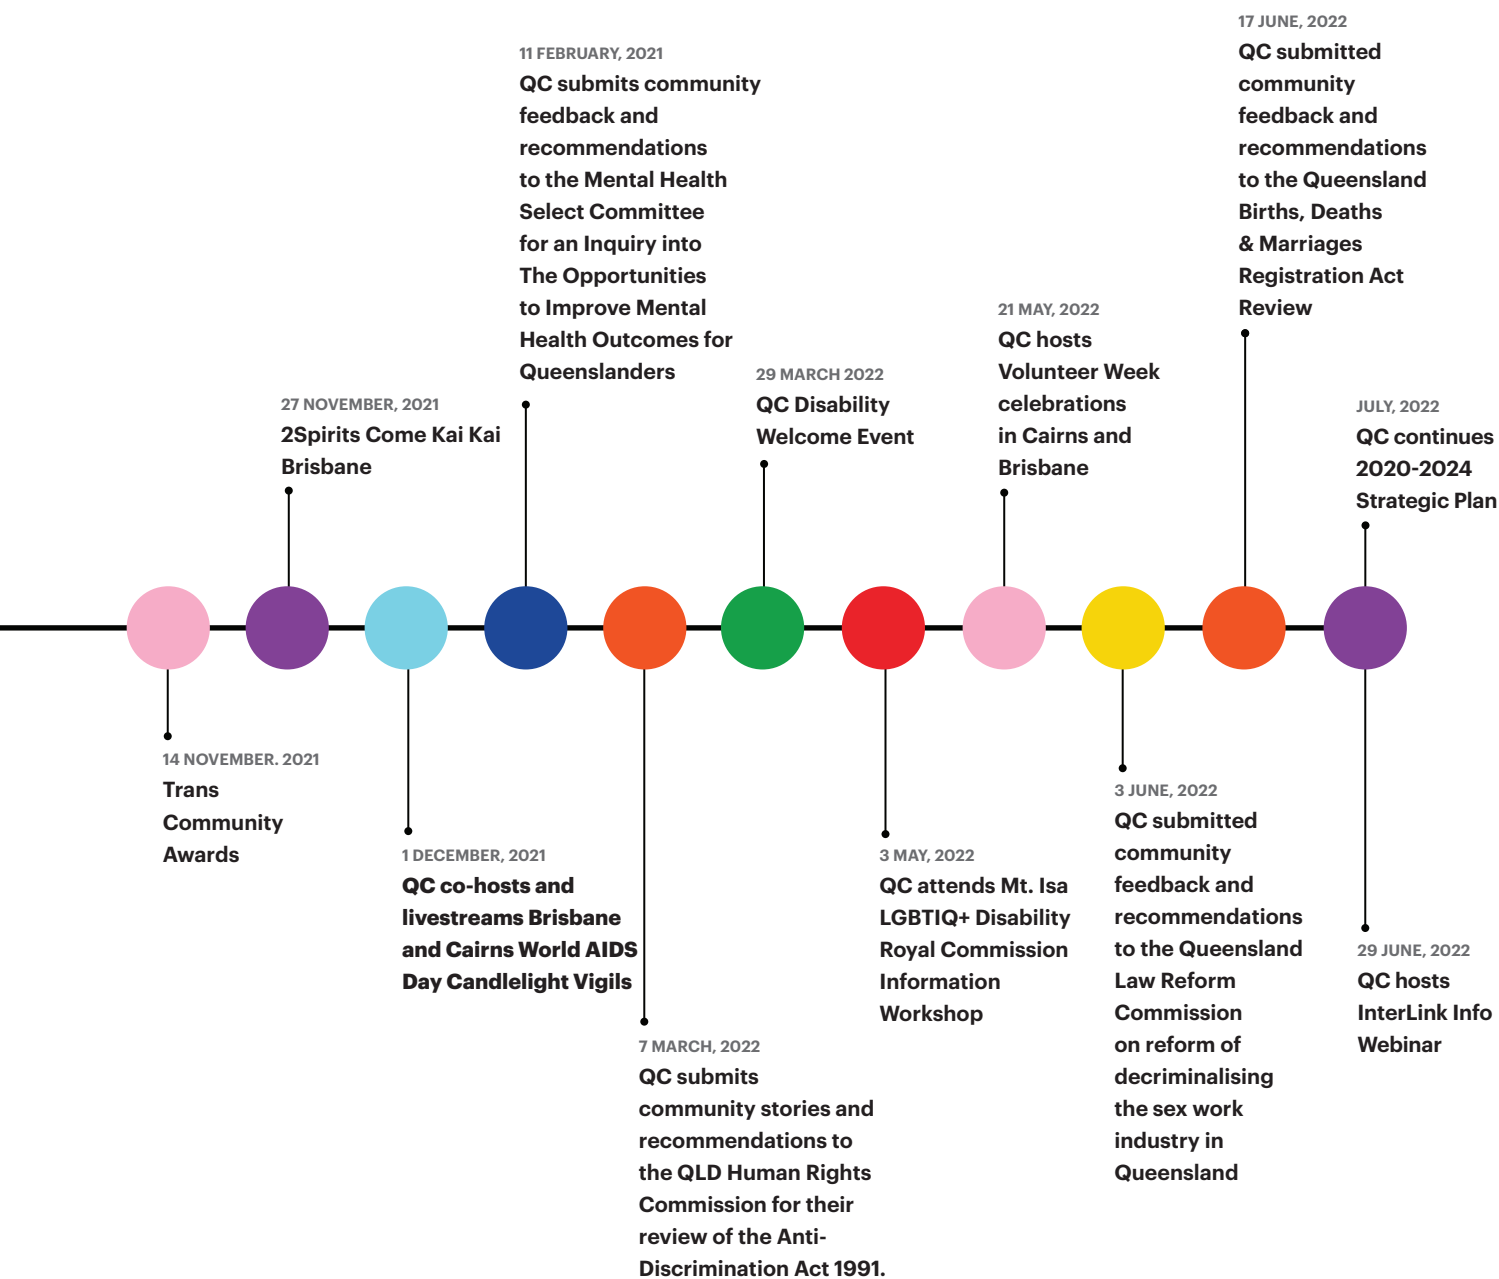 14 NOVEMBER. 2021
Trans
Community
Awards
27 NOVEMBER, 2021
2Spirits Come Kai Kai
Brisbane
1 DECEMBER, 2021
QC co-hosts and
livestreams Brisbane
and Cairns World AIDS
Day Candlelight Vigils
11 FEBRUARY, 2021
QC submits community
feedback and
recommendations
to the Mental Health
Select Committee
for an Inquiry into
The Opportunities
to Improve Mental
Health Outcomes for
Queenslanders
7 MARCH, 2022
QC submits
community stories and
recommendations to
the QLD Human Rights
Commission for their
review of the Anti-
Discrimination Act 1991.
29 MARCH 2022
QC Disability
Welcome Event
3 MAY, 2022
QC attends Mt. Isa
LGBTIQ+ Disability
Royal Commission
Information
Workshop
21 MAY, 2022
QC hosts
Volunteer Week
celebrations
in Cairns and
Brisbane
3 JUNE, 2022
QC submitted
community
feedback and
recommendations
to the Queensland
Law Reform
Commission
on reform of
decriminalising
the sex work
industry in
Queensland
17 JUNE, 2022
QC submitted
community
feedback and
recommendations
to the Queensland
Births, Deaths
& Marriages
Registration Act
Review
JULY, 2022
QC continues
2020-2024
Strategic Plan
29 JUNE, 2022
QC hosts
InterLink Info
Webinar